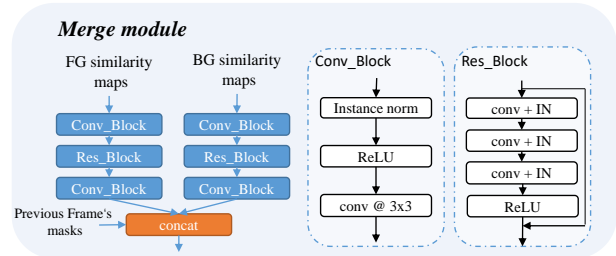 Merge module
FG similarity
maps
BG similarity
maps
Conv_Block
Conv_Block
Res_Block
Res_Block
Conv_Block
Conv_Block
Previous Frame's
masks
concat
Conv_Block
Instance norm
ReLU
conv @ 3x3
Res_Block
conv + IN
conv + IN
conv + IN
ReLU